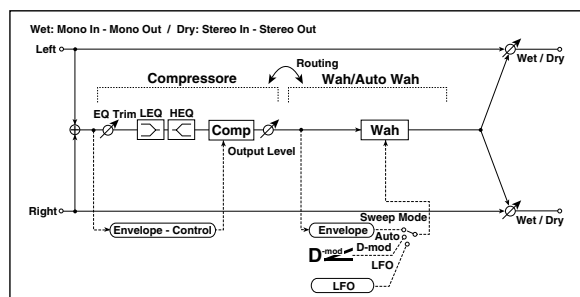 Wet: Mono In - Mono Out / Dry: Stereo In - Stereo Out
Left
Wet / Dry
Routing
Compressore
Wah/Auto Wah
EQ Trim
LEQ
HEQ
Comp
Output Level
Wah
Right
Wet / Dry
Envelope - Control
Envelope
Sweep Mode
Auto
D-mod
D-mod
LFO
LFO